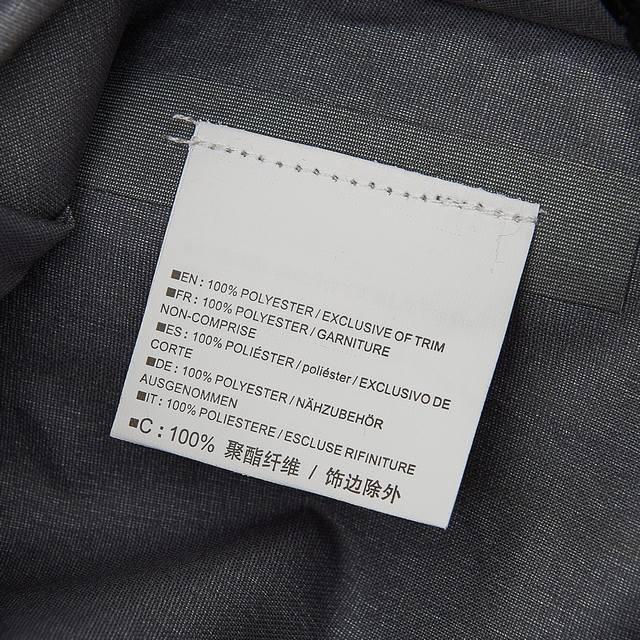 ■EN : 100% POLYESTER / EXCLUSIVE OF TRIM
■FR : 100% POLYESTER / GARNITURE
NON-COMPRISE
■ES : 100% POLIÉSTER / poliéster / EXCLUSIVO DE
CORTE
■DE : 100% POLYESTER / NÄHZUBEHÖR
AUSGENOMMEN
■IT : 100% POLIESTERE / ESCLUSE RIFINITURE
■C : 100% 聚酯纤维 / 饰边除外